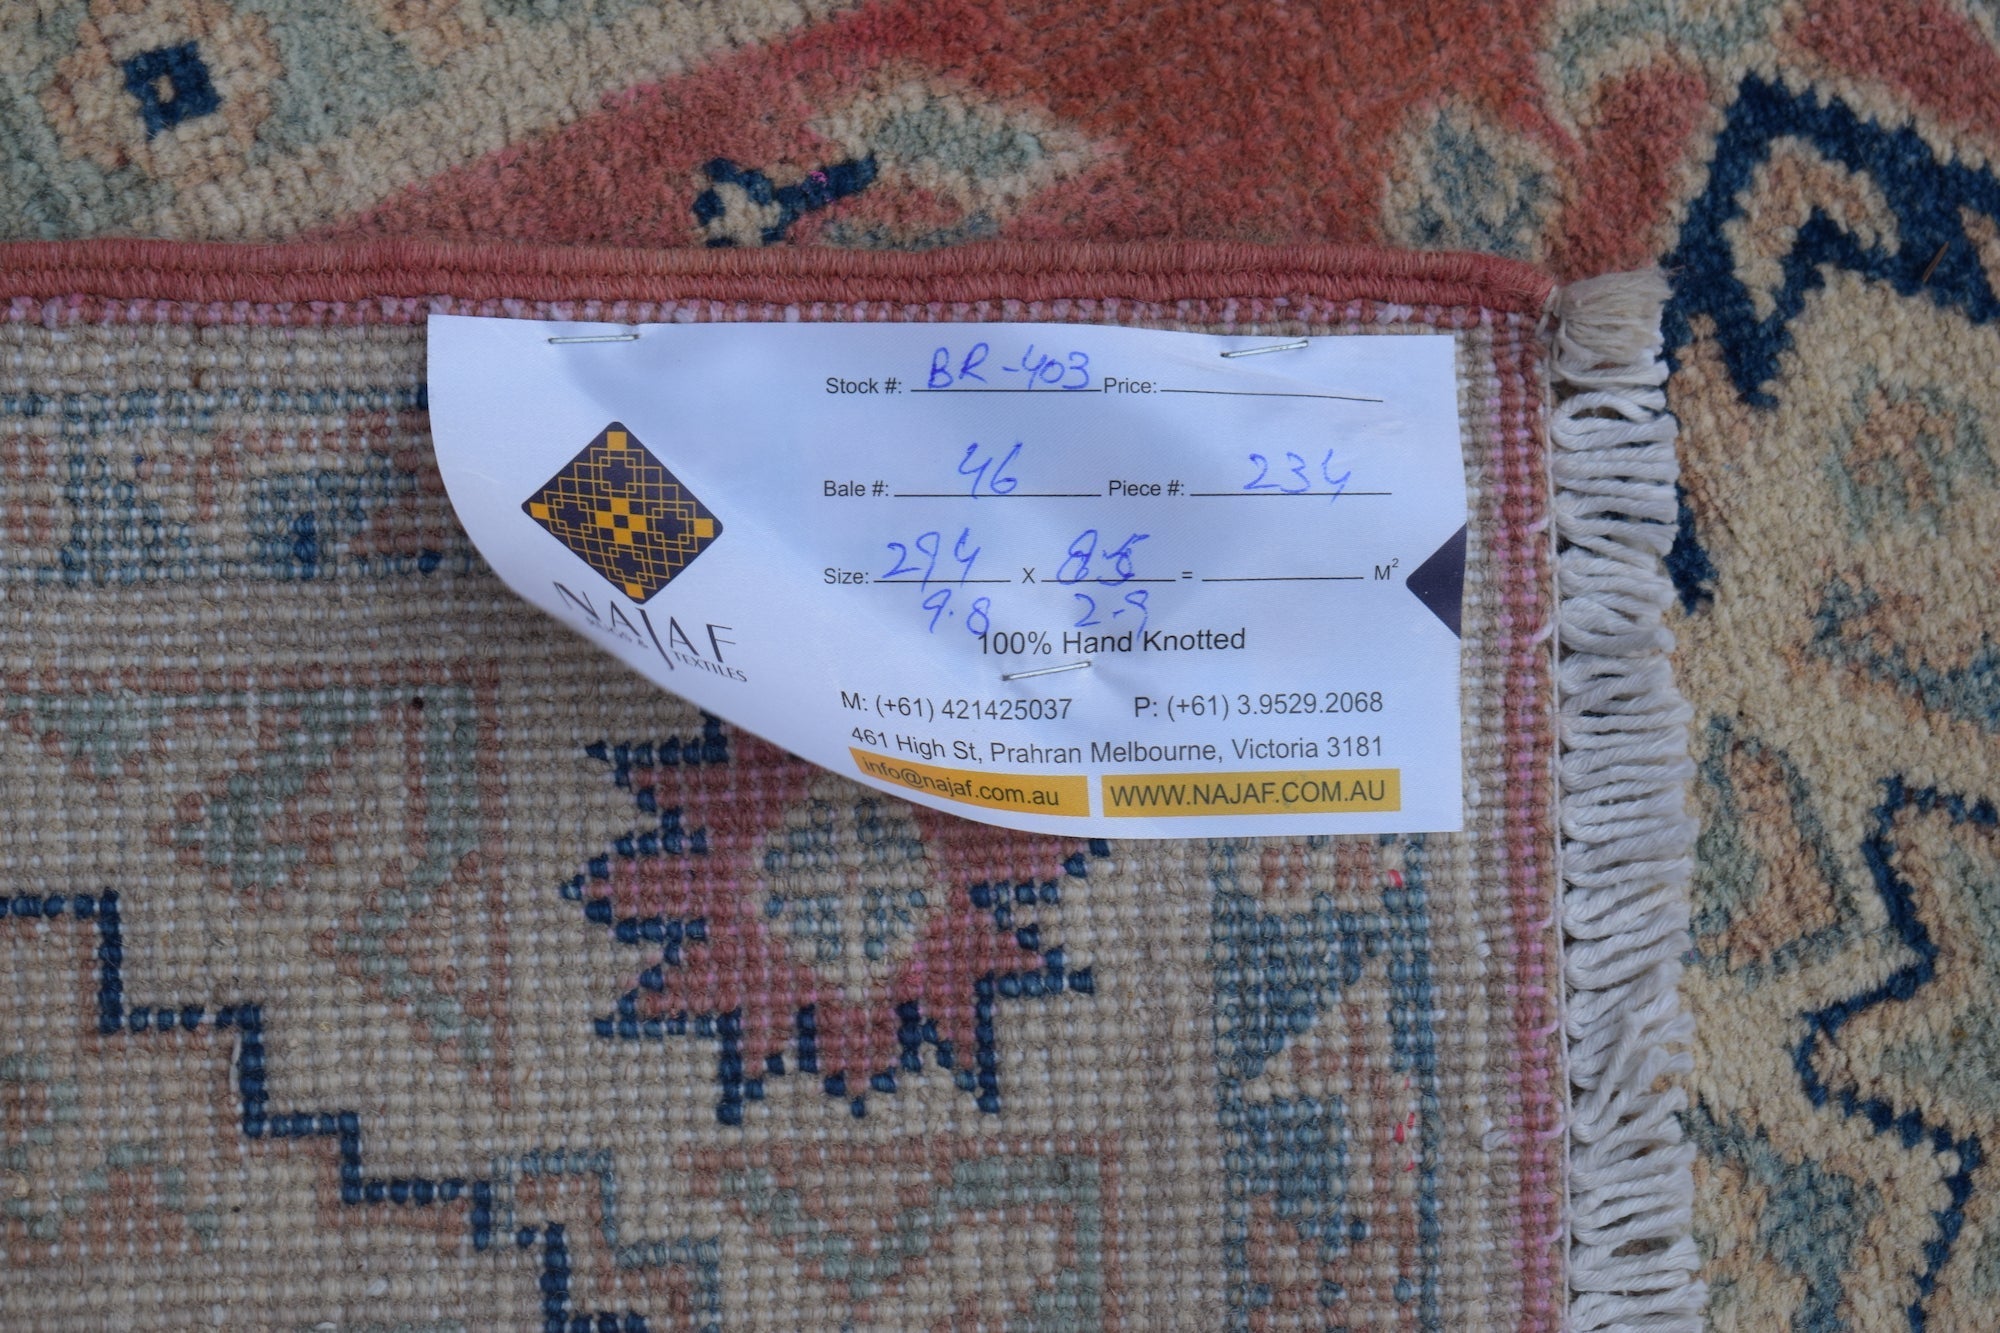 Stock #: BR-403 Price:
Bale #: 46 Piece #: 234
Size: 294 X 85 = M²
9.8 2-9
100% Hand Knotted
NAJAF
RUGS & TEXTILES
M: (+61) 421425037 P: (+61) 3.9529.2068
461 High St, Prahran Melbourne, Victoria 3181
info@najaf.com.au WWW.NAJAF.COM.AU